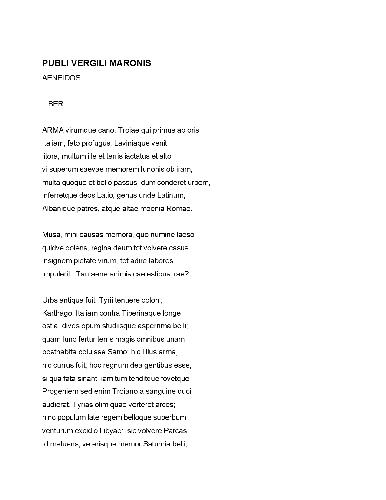 PUBLI VERGILI MARONIS
AENEIDOS
LIBER I
ARMA virumque cano, Troiae qui primus ab oris
Italiam, fato profugus, Laviniaque venit
litora, multum ille et terris iactatus et alto
vi superum saevae memorem Iunonis ob iram;
multa quoque et bello passus, dum conderet urbem,
inferretque deos Latio, genus unde Latinum,
Albanique patres, atque altae moenia Romae.
Musa, mihi causas memora, quo numine laeso,
quidve dolens, regina deum tot volvere casus
insignem pietate virum, tot adire labores
impulerit. Tantaene animis caelestibus irae?
Urbs antiqua fuit, Tyrii tenuere coloni,
Karthago, Italiam contra Tiberinaque longe
ostia, dives opum studiisque asperrima belli;
quam Iuno fertur terris magis omnibus unam
posthabita coluisse Samo; hic illius arma,
hic currus fuit; hoc regnum dea gentibus esse,
si qua fata sinant, iam tum tenditque fovetque.
Progeniem sed enim Troiano a sanguine duci
audierat, Tyrias olim quae verteret arces;
hinc populum late regem belloque superbum
venturum excidio Libyae: sic volvere Parcas.
Id metuens, veterisque memor Saturnia belli,